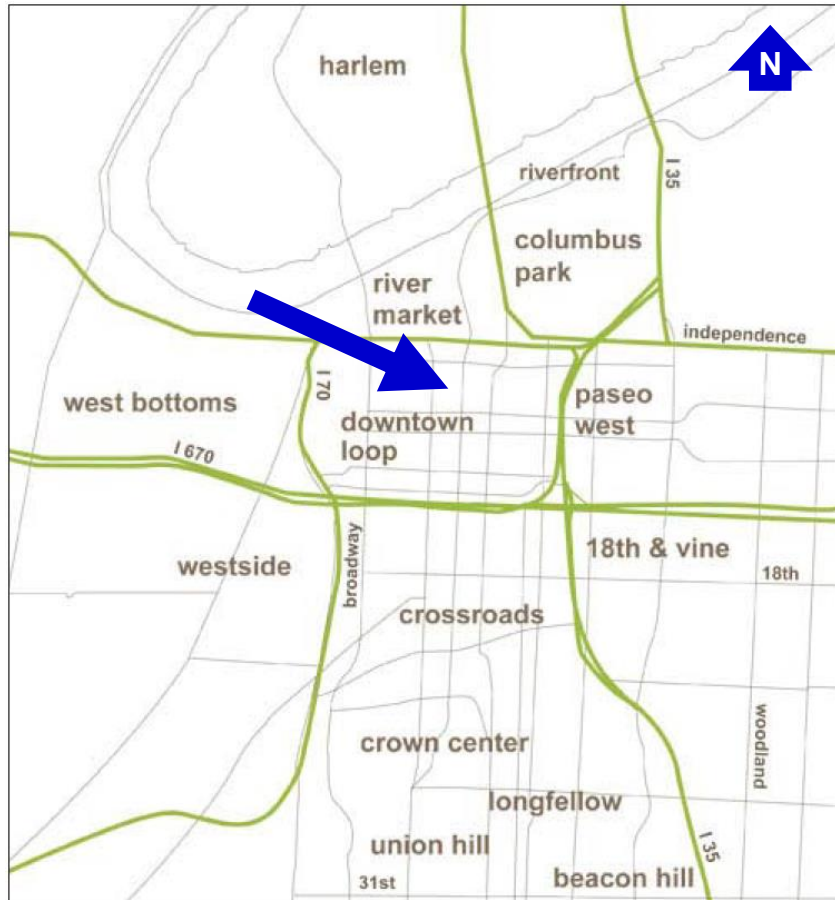 harlem
N
riverfront
I 35
columbus
park
river
market
independence
I 70
west bottoms
paseo
west
downtown
loop
I 670
18th & vine
westside
broadway
18th
crossroads
woodland
crown center
longfellow
union hill
I 35
31st
beacon hill